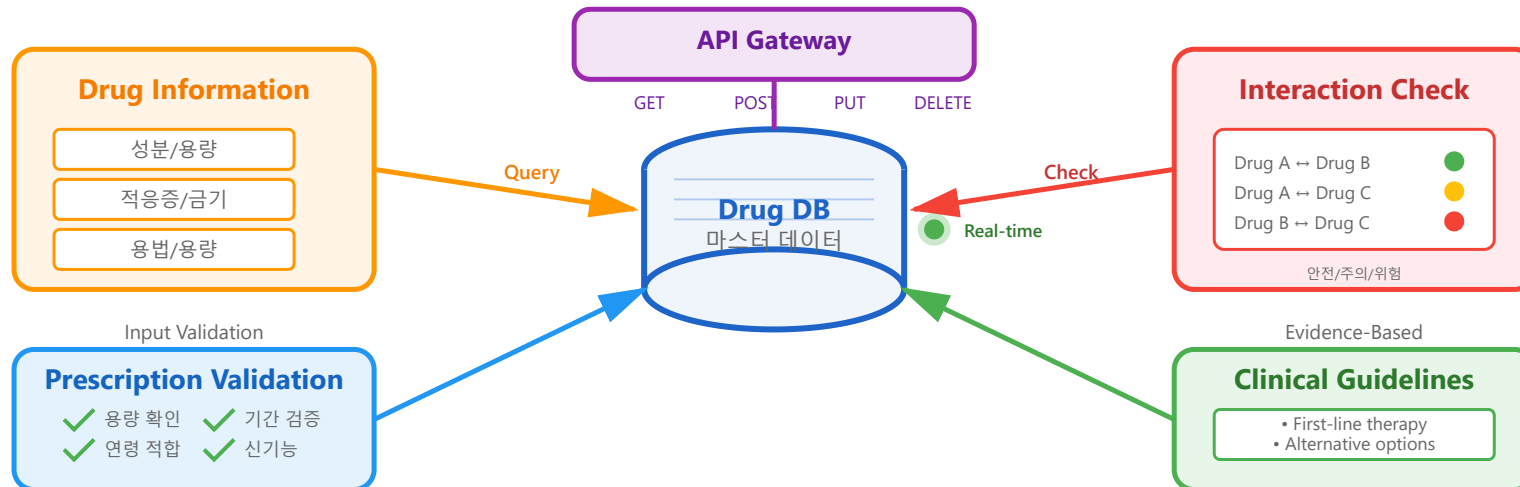 API Gateway
GET POST PUT DELETE
Drug Information
성분/용량
적응증/금기
용법/용량
Query
Drug DB
마스터 데이터
Check
Real-time
Interaction Check
Drug A ↔ Drug B
Drug A ↔ Drug C
Drug B ↔ Drug C
안전/주의/위험
Input Validation
Prescription Validation
용량 확인 기간 검증
연령 적합 신기능
Evidence-Based
Clinical Guidelines
• First-line therapy
• Alternative options